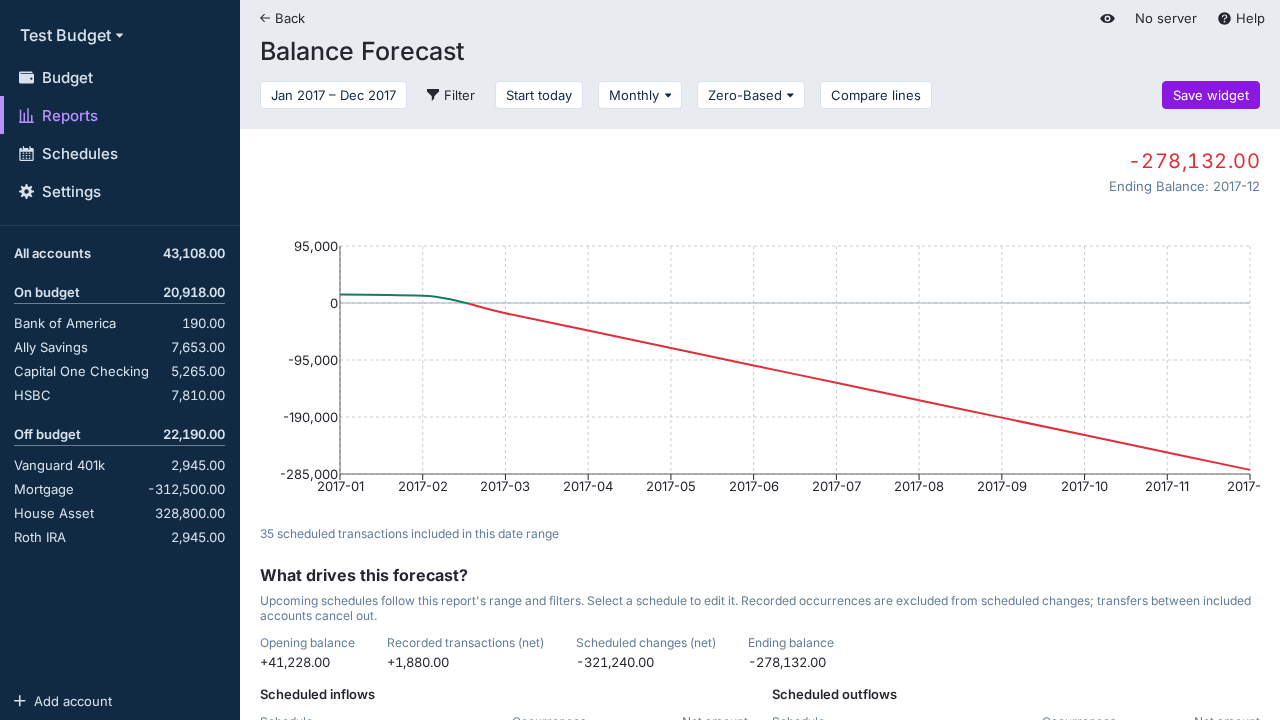 Test Budget
Budget
Reports
Schedules
Settings
All accounts 43,108.00
On budget 20,918.00
Bank of America 190.00
Ally Savings 7,653.00
Capital One Checking 5,265.00
HSBC 7,810.00
Off budget 22,190.00
Vanguard 401k 2,945.00
Mortgage -312,500.00
House Asset 328,800.00
Roth IRA 2,945.00
Add account
Back
No server
Help
Balance Forecast
Jan 2017 – Dec 2017
Filter
Start today
Monthly
Zero-Based
Compare lines
Save widget
-278,132.00
Ending Balance: 2017-12
95,000
0
-95,000
-190,000
-285,000
2017-01 2017-02 2017-03 2017-04 2017-05 2017-06 2017-07 2017-08 2017-09 2017-10 2017-11 2017-
35 scheduled transactions included in this date range
What drives this forecast?
Upcoming schedules follow this report's range and filters. Select a schedule to edit it. Recorded occurrences are excluded from scheduled changes; transfers between included
accounts cancel out.
Opening balance Recorded transactions (net) Scheduled changes (net) Ending balance
+41,228.00 +1,880.00 -321,240.00 -278,132.00
Scheduled inflows Scheduled outflows
Schedule Occurrences Net amount Schedule Occurrences Net amount